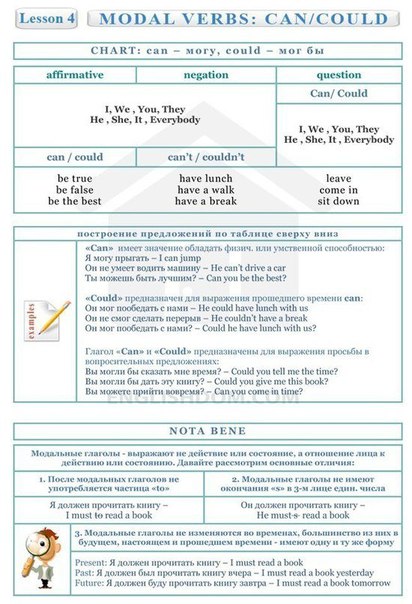 Lesson 4
MODAL VERBS: CAN/COULD
CHART: can – могу, could – мог бы
affirmative negation question
Can/ Could
I, We , You, They
He , She, It , Everybody
I, We , You, They
He , She, It , Everybody
can / could can't / couldn't
be true have lunch leave
be false have a walk come in
be the best have a break sit down
построение предложений по таблице сверху вниз
examples
«Can» имеет значение обладать физич. или умственной способностью:
Я могу прыгать – I can jump
Он не умеет водить машину – He can't drive a car
Ты можешь быть лучшим? – Can you be the best?
«Could» предназначен для выражения прошедшего времени can:
Он мог пообедать с нами – He could have lunch with us
Он не смог сделать перерыв – He couldn't have a break
Он мог пообедать с нами? – Could he have lunch with us?
Глагол «Can» и «Could» предназначены для выражения просьбы в
вопросительных предложениях:
Вы могли бы сказать мне время? – Could you tell me the time?
Вы могли бы дать эту книгу? – Could you give me this book?
Вы можете прийти вовремя? – Can you come in time?
ENGLISHDOM.COM
NOTA BENE
Модальные глаголы - выражают не действие или состояние, а отношение лица к
действию или состоянию. Давайте рассмотрим основные отличия:
1. После модальных глаголов не
употребляется частица «to»
2. Модальные глаголы не имеют
окончания «s» в 3-м лице един. числа
Я должен прочитать книгу –
I must to read a book
Он должен прочитать книгу –
He must s read a book
3. Модальные глаголы не изменяются во временах, большинство из них в
будущем, настоящем и прошедшем времени - имеют одну и ту же форму
Present: Я должен прочитать книгу – I must read a book
Past: Я должен был прочитать книгу вчера – I must read a book yesterday
Future: Я должен буду прочитать книгу завтра – I must read a book tomorrow